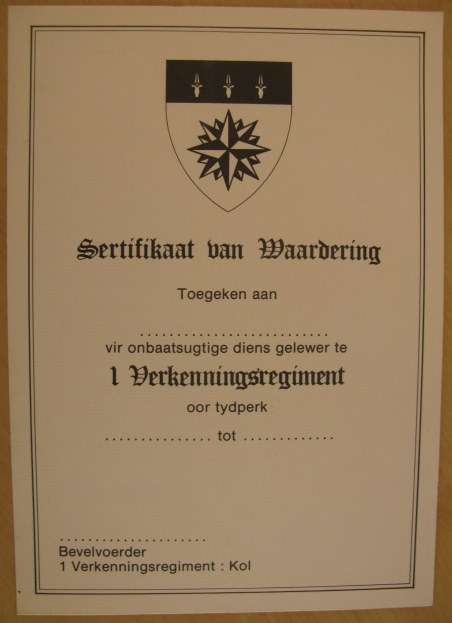 Sertifikaat van Waardering
Toegeken aan
...........................
vir onbaatsugtige diens gelewer te
1 Verkenningsregiment
oor tydperk
............... tot .............
.....................
Bevelvoerder
1 Verkenningsregiment : Kol